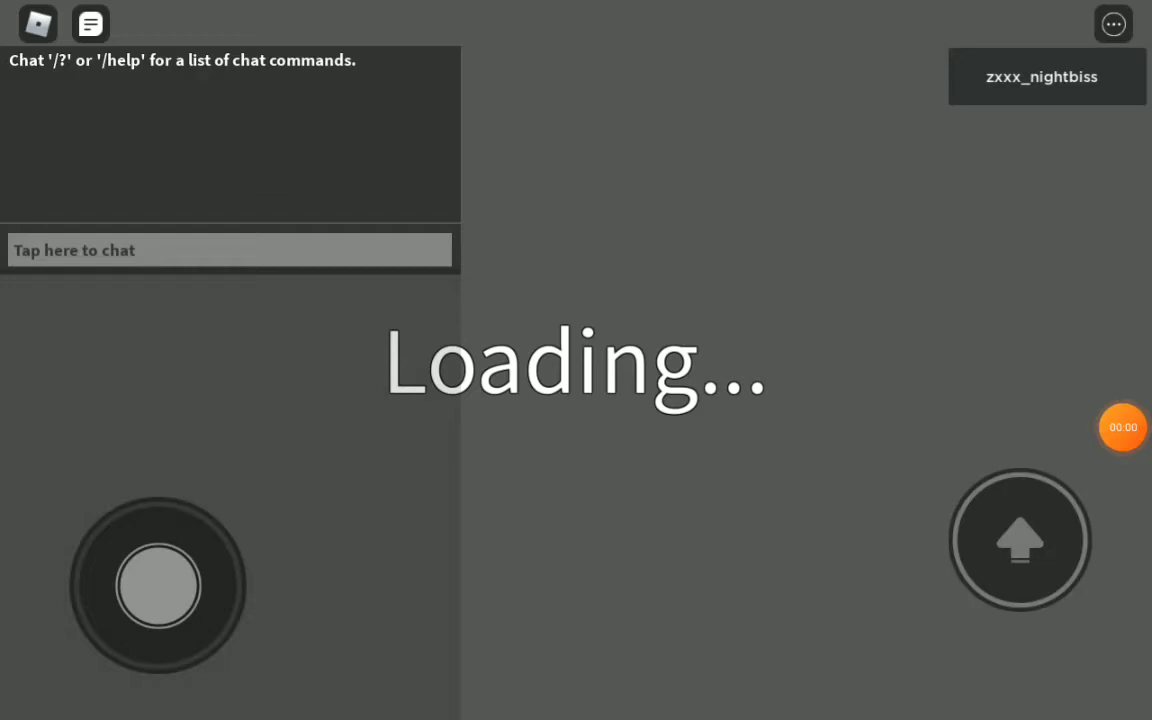 Chat '/?' or '/help' for a list of chat commands.
zxxx_nightbiss
Tap here to chat
Loading...
00:00